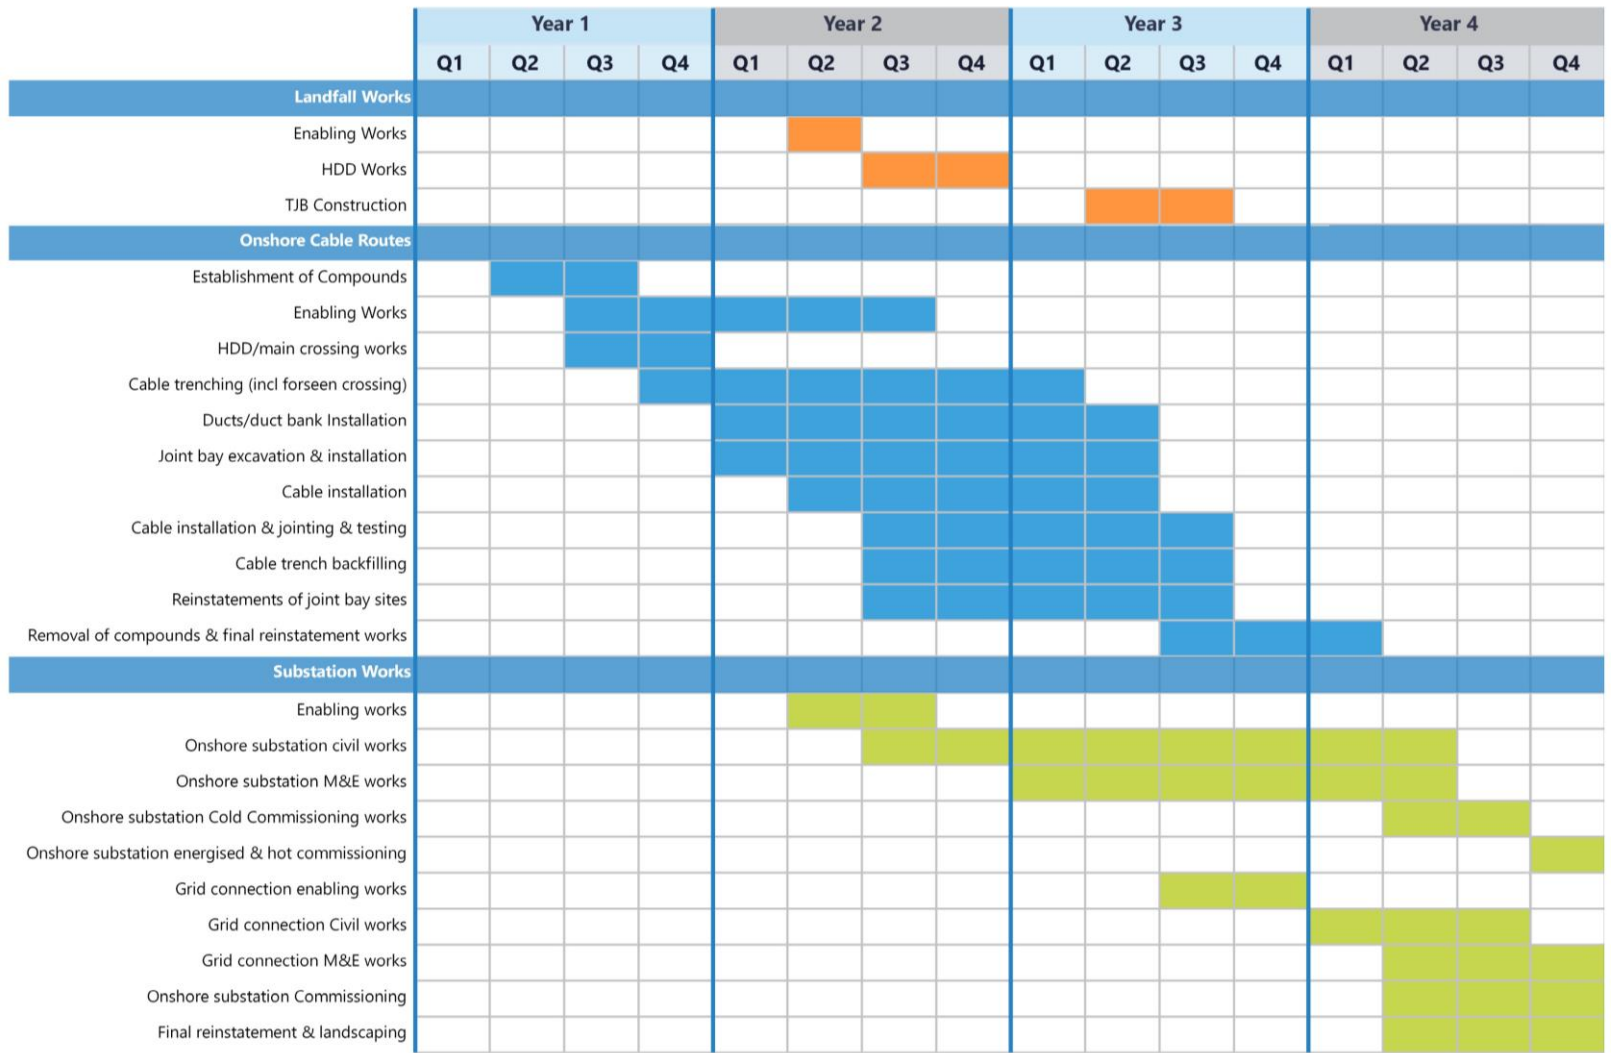 Year 1 Year 2 Year 3 Year 4
Q1 Q2 Q3 Q4 Q1 Q2 Q3 Q4 Q1 Q2 Q3 Q4 Q1 Q2 Q3 Q4
Landfall Works
Enabling Works
HDD Works
TJB Construction
Onshore Cable Routes
Establishment of Compounds
Enabling Works
HDD/main crossing works
Cable trenching (incl forseen crossing)
Ducts/duct bank Installation
Joint bay excavation & installation
Cable installation
Cable installation & jointing & testing
Cable trench backfilling
Reinstatements of joint bay sites
Removal of compounds & final reinstatement works
Substation Works
Enabling works
Onshore substation civil works
Onshore substation M&E works
Onshore substation Cold Commissioning works
Onshore substation energised & hot commissioning
Grid connection enabling works
Grid connection Civil works
Grid connection M&E works
Onshore substation Commissioning
Final reinstatement & landscaping